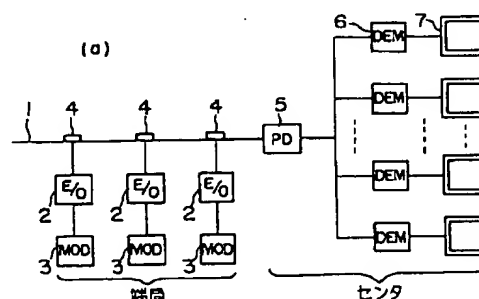 (a)
1
4 4 4
5
6
7
PD
DEM
DEM
DEM
DEM
E/O E/O E/O
2 2 2
MOD MOD MOD
3 3 3
端局
センタ